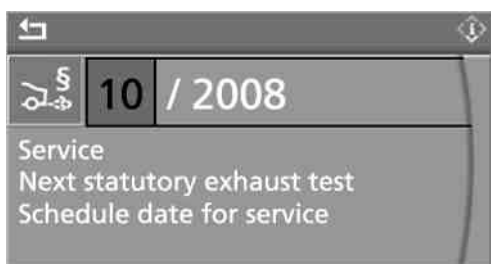 § 10 / 2008
Service
Next statutory exhaust test
Schedule date for service